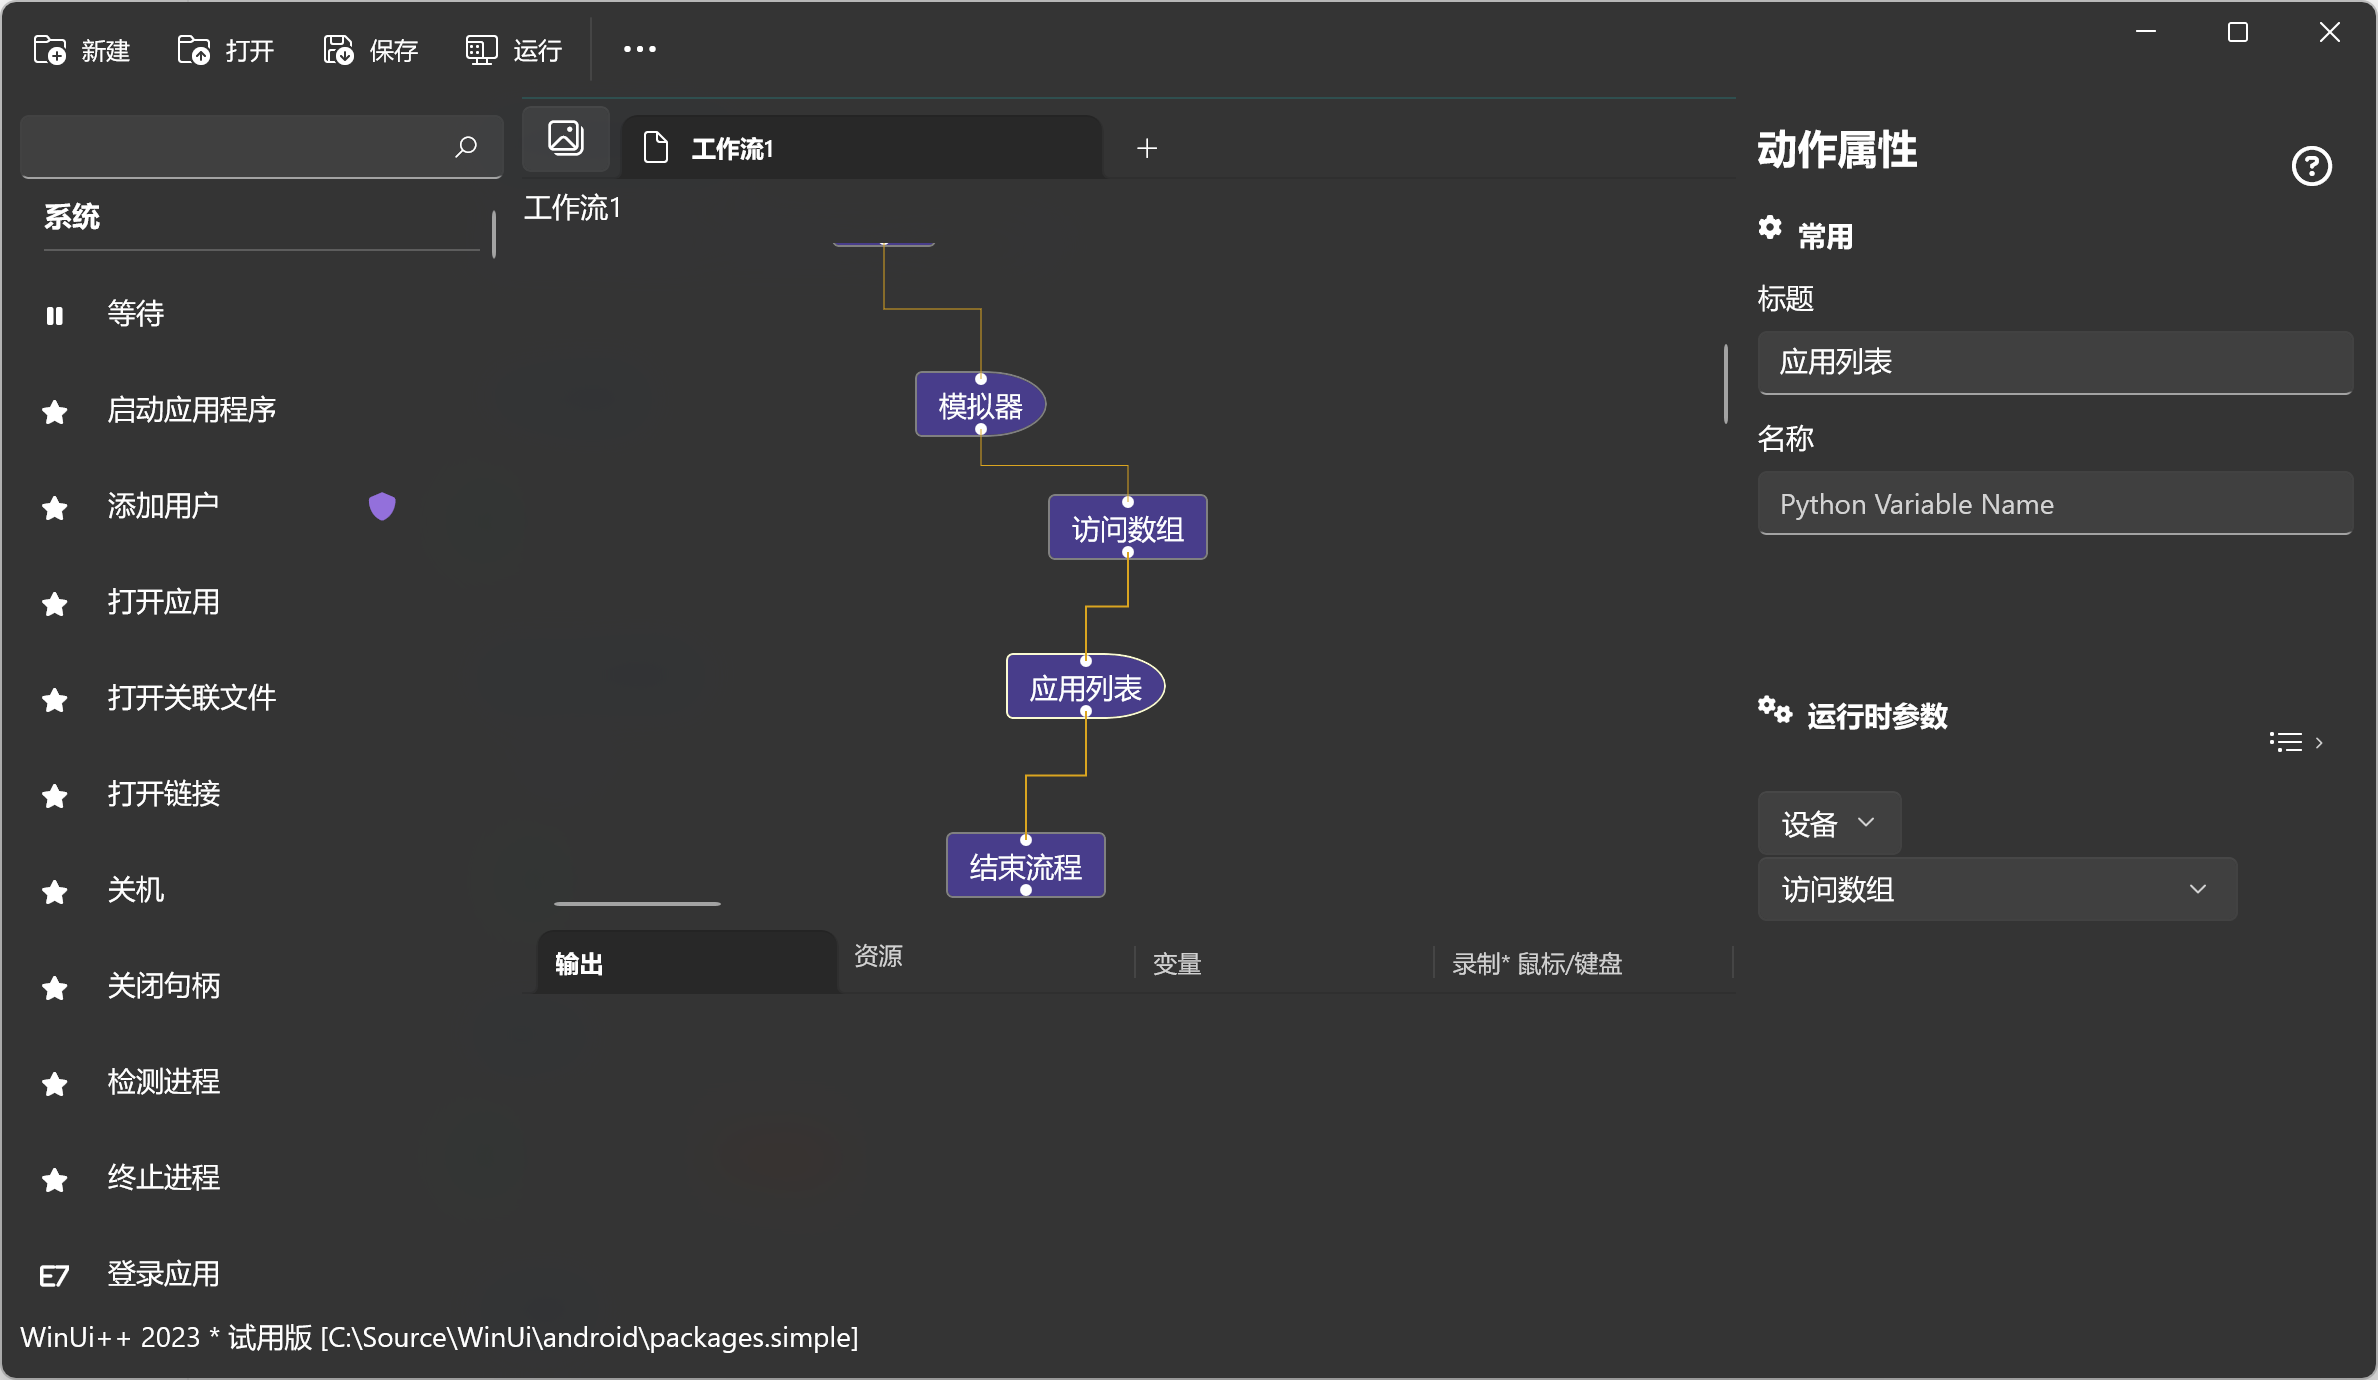 新建 打开 保存 运行
工作流1
工作流1
系统
等待
启动应用程序
添加用户
打开应用
打开关联文件
打开链接
关机
关闭句柄
检测进程
终止进程
E7 登录应用
模拟器
访问数组
应用列表
结束流程
输出 资源 变量 录制* 鼠标/键盘
动作属性
常用
标题
应用列表
名称
Python Variable Name
运行时参数
设备
访问数组
WinUi++ 2023 * 试用版 [C:\Source\WinUi\android\packages.simple]